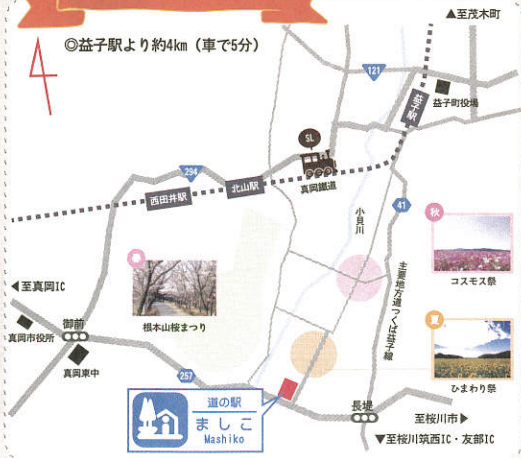 ▲至茂木町
◎益子駅より約4km（車で5分）
121
益子駅
益子町役場
SL
真岡鐵道
294
北山駅
西田井駅
41
小貝川
秋
コスモス祭
主要地方道つくば益子線
◀至真岡IC
春
根本山桜まつり
真岡市役所
御前
真岡東中
夏
ひまわり祭
257
道の駅
ましこ
Mashiko
長堤
至桜川市▶
▼至桜川筑西IC・友部IC